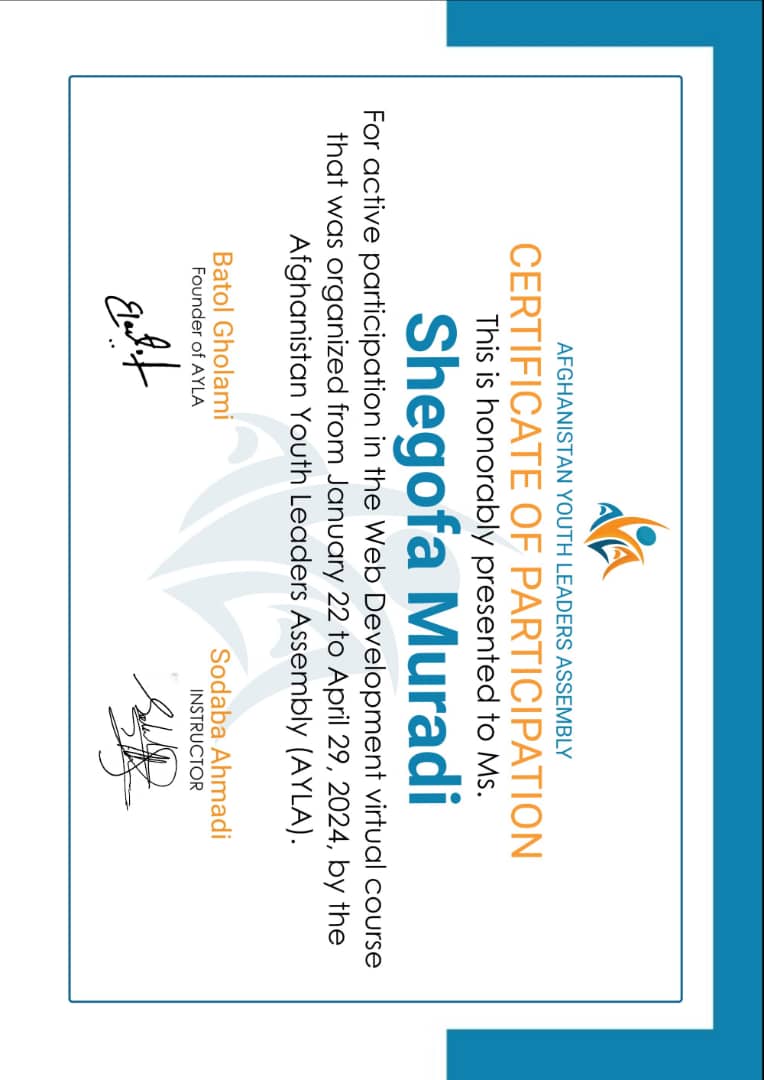 AYLA
AFGHANISTAN YOUTH LEADERS ASSEMBLY
CERTIFICATE OF PARTICIPATION
This is honorably presented to Ms.
Shegofa Muradi
For active participation in the Web Development virtual course
that was organized from January 22 to April 29, 2024, by the
Afghanistan Youth Leaders Assembly (AYLA).
Batol Gholami
Founder of AYLA
Sodaba Ahmadi
INSTRUCTOR